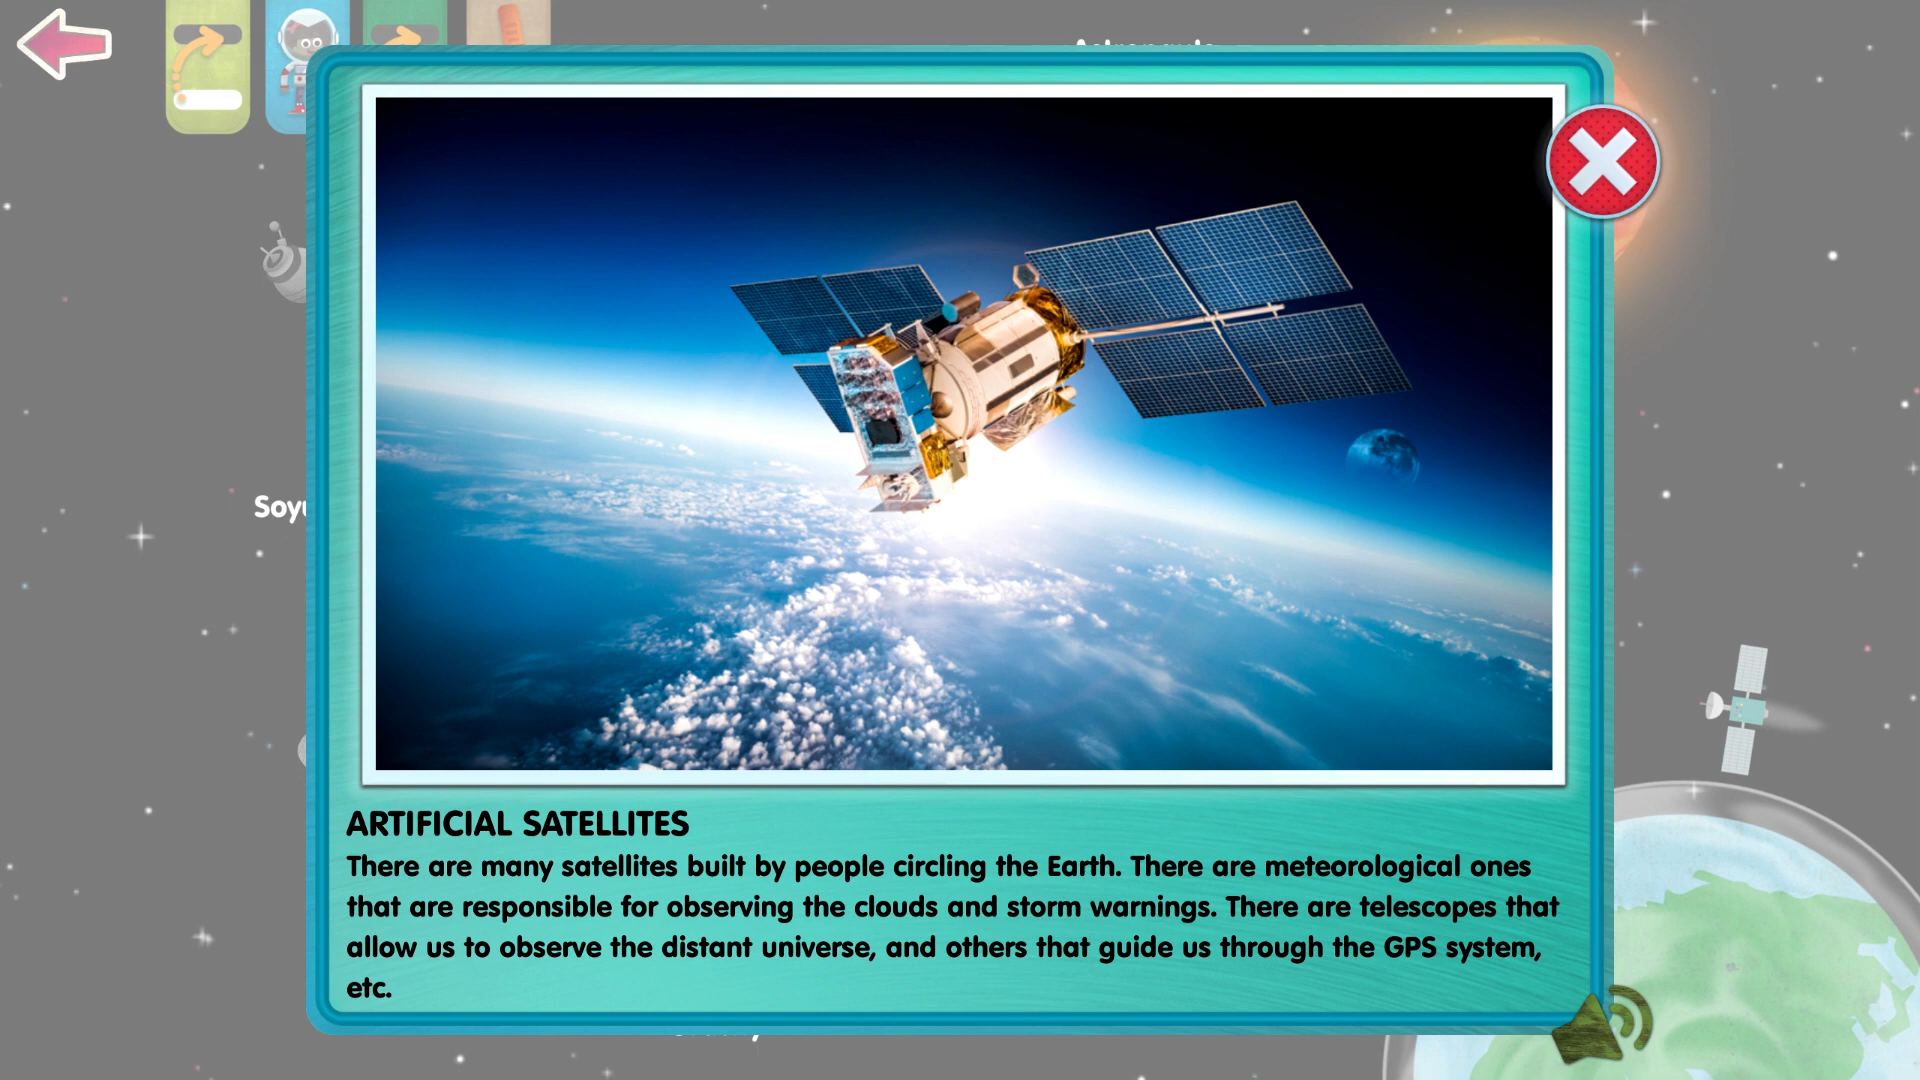 ARTIFICIAL SATELLITES
There are many satellites built by people circling the Earth. There are meteorological ones
that are responsible for observing the clouds and storm warnings. There are telescopes that
allow us to observe the distant universe, and others that guide us through the GPS system,
etc.